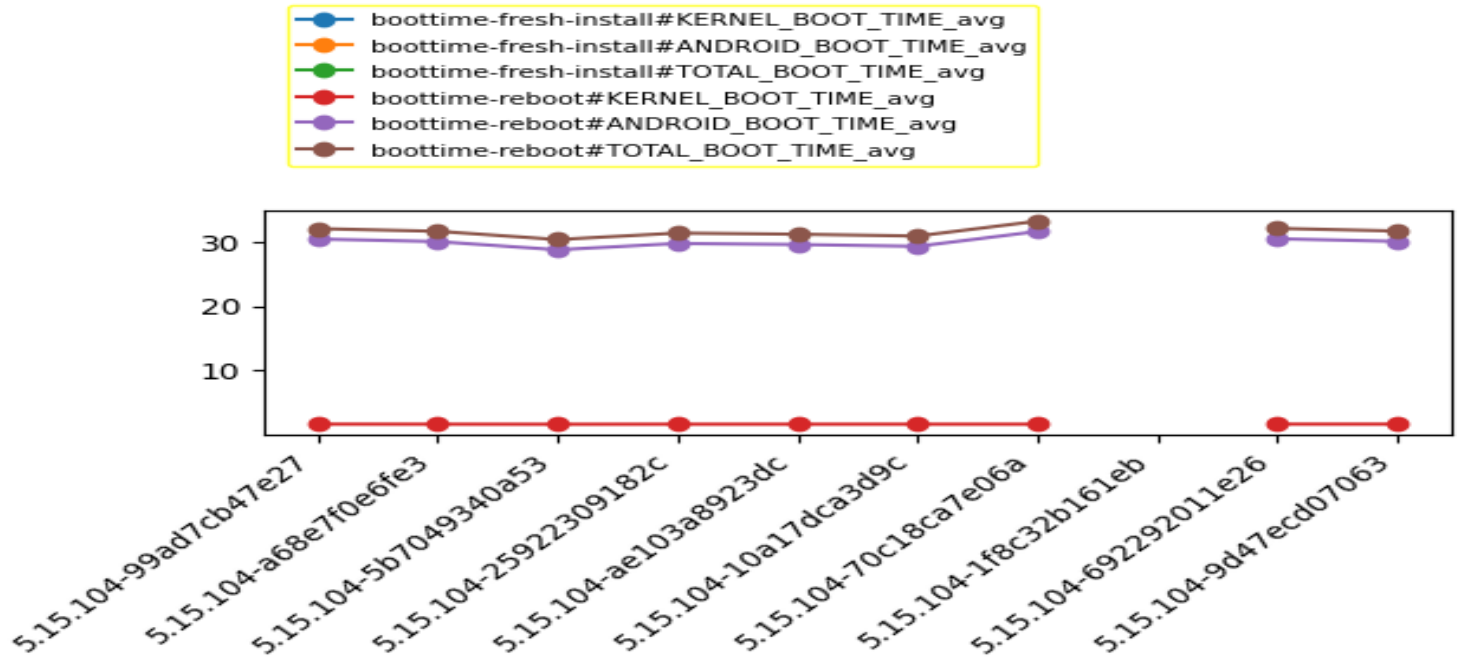 boottime-fresh-install#KERNEL_BOOT_TIME_avg
boottime-fresh-install#ANDROID_BOOT_TIME_avg
boottime-fresh-install#TOTAL_BOOT_TIME_avg
boottime-reboot#KERNEL_BOOT_TIME_avg
boottime-reboot#ANDROID_BOOT_TIME_avg
boottime-reboot#TOTAL_BOOT_TIME_avg
30
20
10
5.15.104-99ad7cb47e27
5.15.104-a68e7f0e6fe3
5.15.104-5b7049340a53
5.15.104-25922309182c
5.15.104-ae103a8923dc
5.15.104-10a17dca3d9c
5.15.104-70c18ca7e06a
5.15.104-1f8c32b161eb
5.15.104-692292011e26
5.15.104-9d47ecd07063